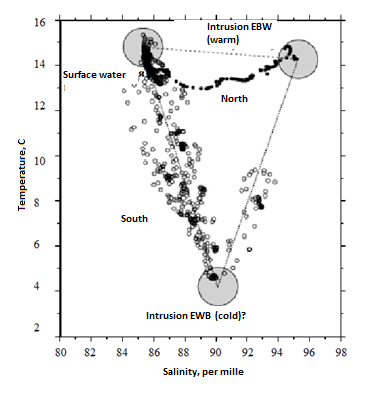 16
14
12
10
8
6
4
2
Temperature, C
Intrusion EBW
(warm)
Surface water
North
South
Intrusion EWB (cold)?
80 82 84 86 88 90 92 94 96 98
Salinity, per mille